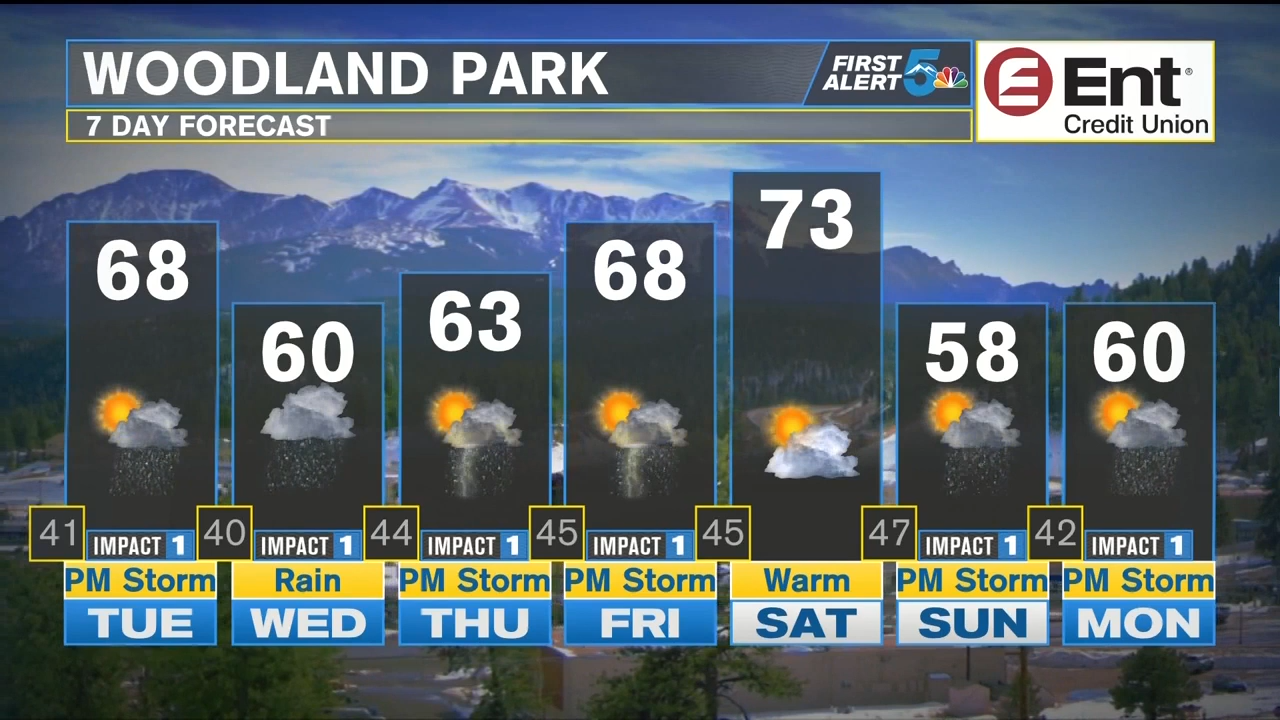 WOODLAND PARK
7 DAY FORECAST
FIRST
ALERT 5
Ent®
Credit Union
68 60 63 68 73 58 60
41 40 44 45 45 47 42
IMPACT 1 IMPACT 1 IMPACT 1 IMPACT 1 IMPACT 1 IMPACT 1
PM Storm Rain PM Storm PM Storm Warm PM Storm PM Storm
TUE WED THU FRI SAT SUN MON